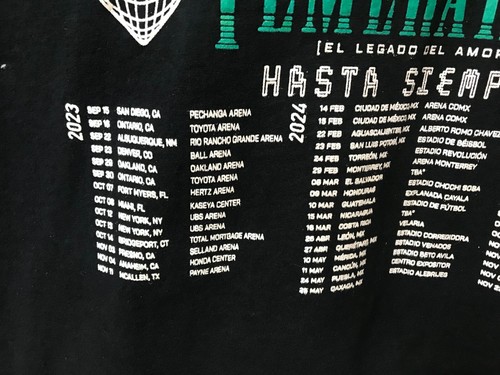 [EL LEGADO DEL AMOR
HASTA SIEMP
2023
SEP 15 SAN DIEGO, CA PECHANGA ARENA
SEP 16 ONTARIO, CA TOYOTA ARENA
SEP 22 ALBUQUERQUE, NM RIO RANCHO GRANDE ARENA
SEP 23 DENVER, CO BALL ARENA
SEP 29 OAKLAND, CA OAKLAND ARENA
SEP 30 ONTARIO, CA TOYOTA ARENA
OCT 07 FORT MYERS, FL HERTZ ARENA
OCT 08 MIAMI, FL KASEYA CENTER
OCT 12 NEW YORK, NY UBS ARENA
OCT 13 NEW YORK, NY UBS ARENA
OCT 14 BRIDGEPORT, CT TOTAL MORTGAGE ARENA
NOV 03 FRESNO, CA SELLAND ARENA
NOV 04 ANAHEIM, CA HONDA CENTER
NOV 11 MCALLEN, TX PAYNE ARENA
2024
14 FEB CIUDAD DE MÉXICO, MX ARENA CDMX
15 FEB CIUDAD DE MÉXICO, MX ARENA CDMX
22 FEB AGUASCALIENTES, MX ALBERTO ROMO CHAVEZ
23 FEB SAN LUIS POTOSÍ, MX ESTADIO DE BÉISBOL
24 FEB TORREÓN, MX ESTADIO REVOLUCIÓN
29 FEB MONTERREY, MX ARENA MONTERREY
08 MAR EL SALVADOR TBA*
09 MAR HONDURAS ESTADIO CHOCHI SOSA
10 MAR GUATEMALA EXPLANADA CAYALA
15 MAR NICARAGUA ESTADIO DE FÚTBOL
16 MAR COSTA RICA TBA*
26 ABR LEÓN, MX VELARIA
27 ABR QUERÉTARO, MX ESTADIO CORREGIDORA
10 MAY MÉRIDA, MX ESTADIO VENADOS
11 MAY CANCÚN, MX ESTADIO BETO AVILA
24 MAY PUEBLA, MX CENTRO EXPOSITOR
25 MAY OAXACA, MX ESTADIO ALEBRIJES